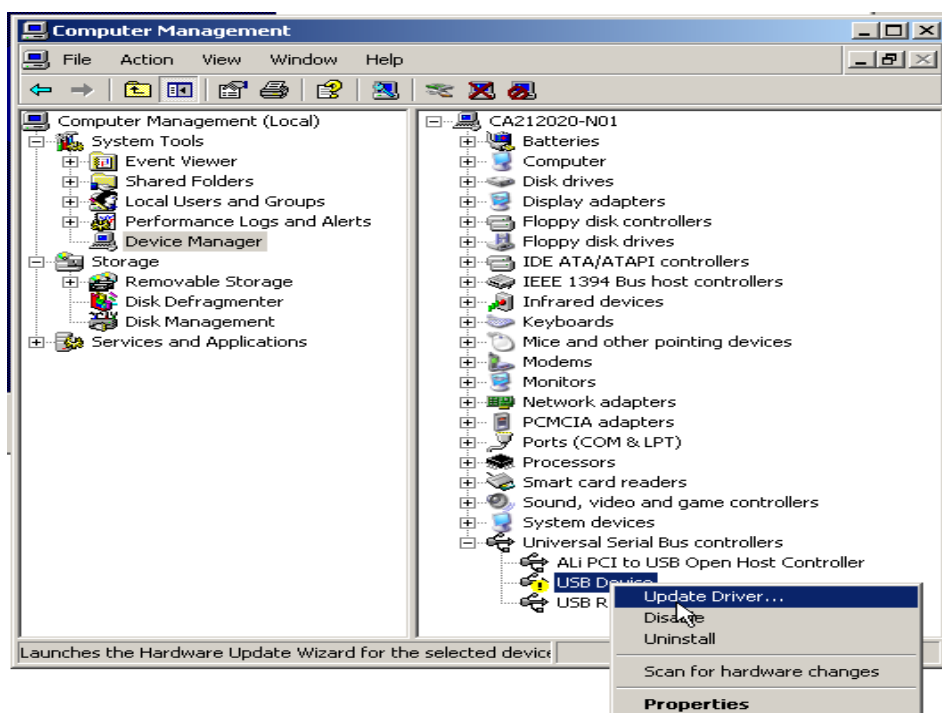 Computer Management
File Action View Window Help
Computer Management (Local)
System Tools
Event Viewer
Shared Folders
Local Users and Groups
Performance Logs and Alerts
Device Manager
Storage
Removable Storage
Disk Defragmenter
Disk Management
Services and Applications
CA212020-N01
Batteries
Computer
Disk drives
Display adapters
Floppy disk controllers
Floppy disk drives
IDE ATA/ATAPI controllers
IEEE 1394 Bus host controllers
Infrared devices
Keyboards
Mice and other pointing devices
Modems
Monitors
Network adapters
PCMCIA adapters
Ports (COM & LPT)
Processors
Smart card readers
Sound, video and game controllers
System devices
Universal Serial Bus controllers
ALi PCI to USB Open Host Controller
USB Device
USB R
Update Driver...
Disable
Uninstall
Scan for hardware changes
Properties
Launches the Hardware Update Wizard for the selected device